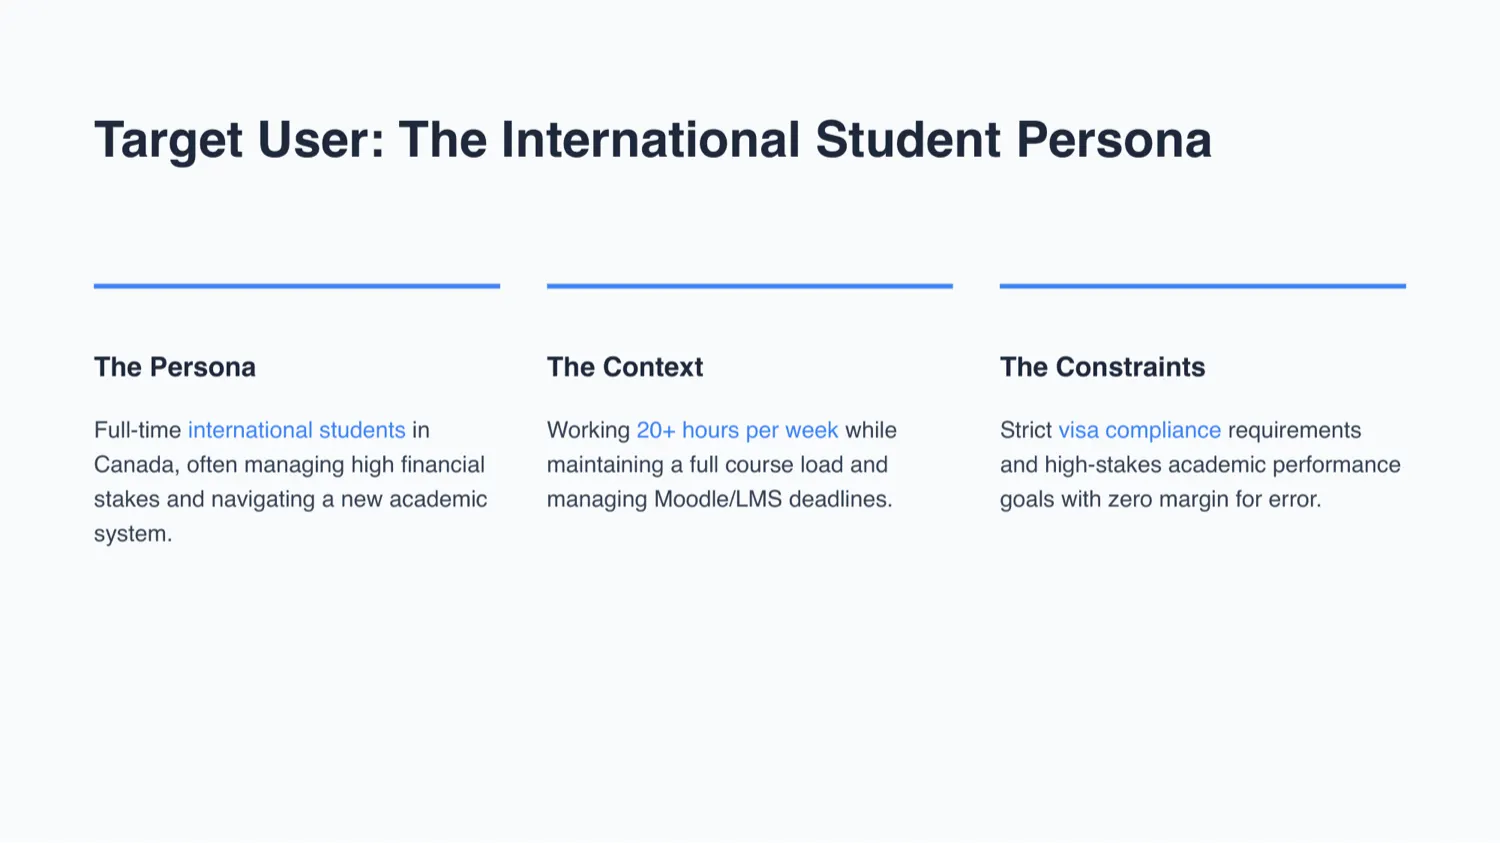 Target User: The International Student Persona
The Persona
Full-time international students in
Canada, often managing high financial
stakes and navigating a new academic
system.
The Context
Working 20+ hours per week while
maintaining a full course load and
managing Moodle/LMS deadlines.
The Constraints
Strict visa compliance requirements
and high-stakes academic performance
goals with zero margin for error.